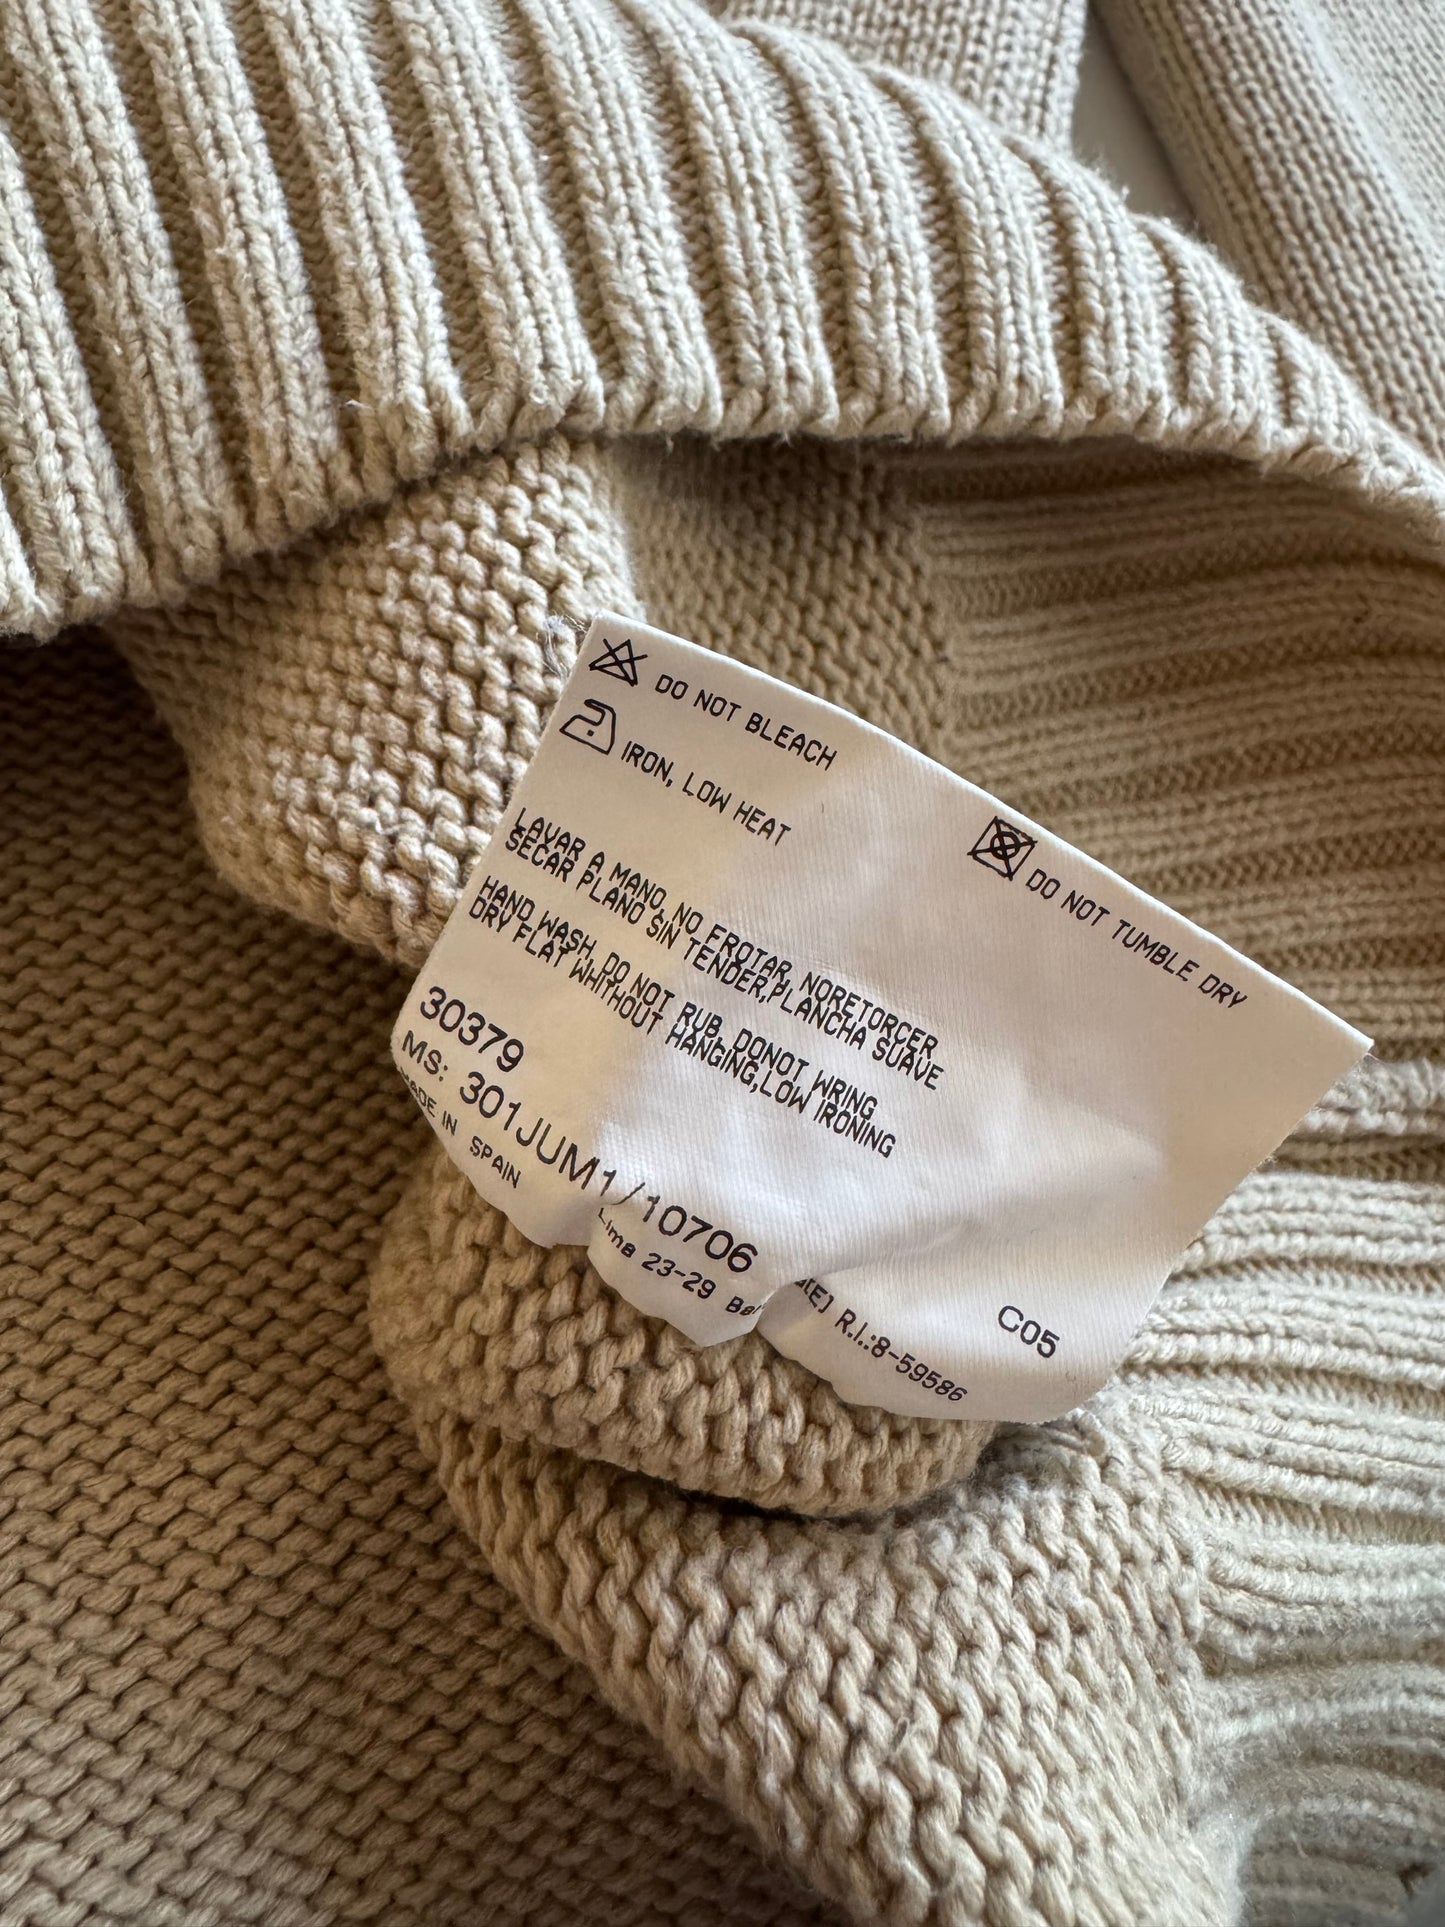 DO NOT BLEACH
IRON, LOW HEAT
DO NOT TUMBLE DRY
LAVAR A MANO, NO FROTAR, NORETORCER
SECAR PLANO SIN TENDER,PLANCHA SUAVE
HAND WASH, DO NOT RUB, DONOT WRING
DRY FLAT WHITHOUT HANGING,LOW IRONING
30379
MS: 301JUM1/10706
MADE IN SPAIN
Lima 23-29
(E) R.I.:8-59586
C05